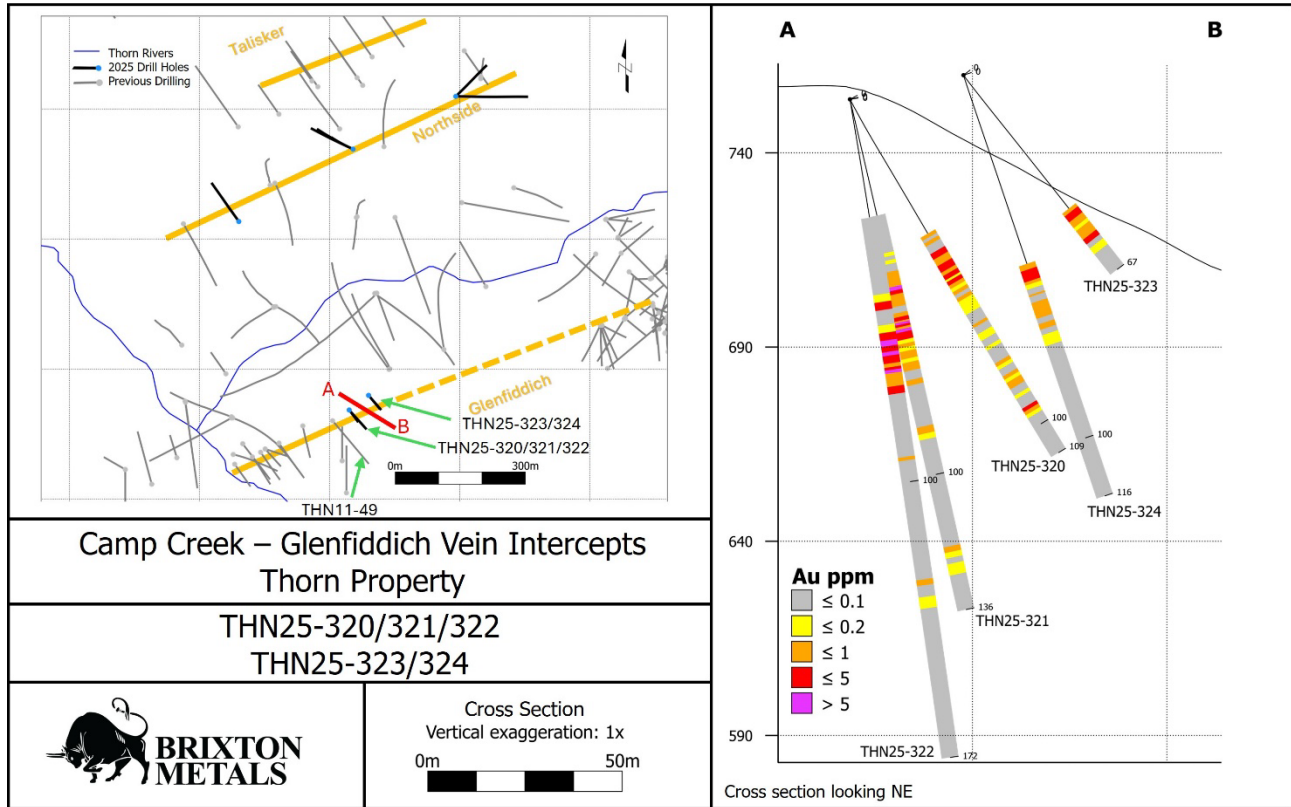 Thorn Rivers
2025 Drill Holes
Previous Drilling
Talisker
Northside
Glenfiddich
N
A
B
THN25-323/324
THN25-320/321/322
THN11-49
0m
300m
Camp Creek – Glenfiddich Vein Intercepts
Thorn Property
THN25-320/321/322
THN25-323/324
BRIXTON
METALS
Cross Section
Vertical exaggeration: 1x
0m
50m
A
B
740
690
640
590
67
THN25-323
100
109
THN25-320
100
116
THN25-324
100
100
136
THN25-321
THN25-322
172
Au ppm
≤ 0.1
≤ 0.2
≤ 1
≤ 5
> 5
Cross section looking NE